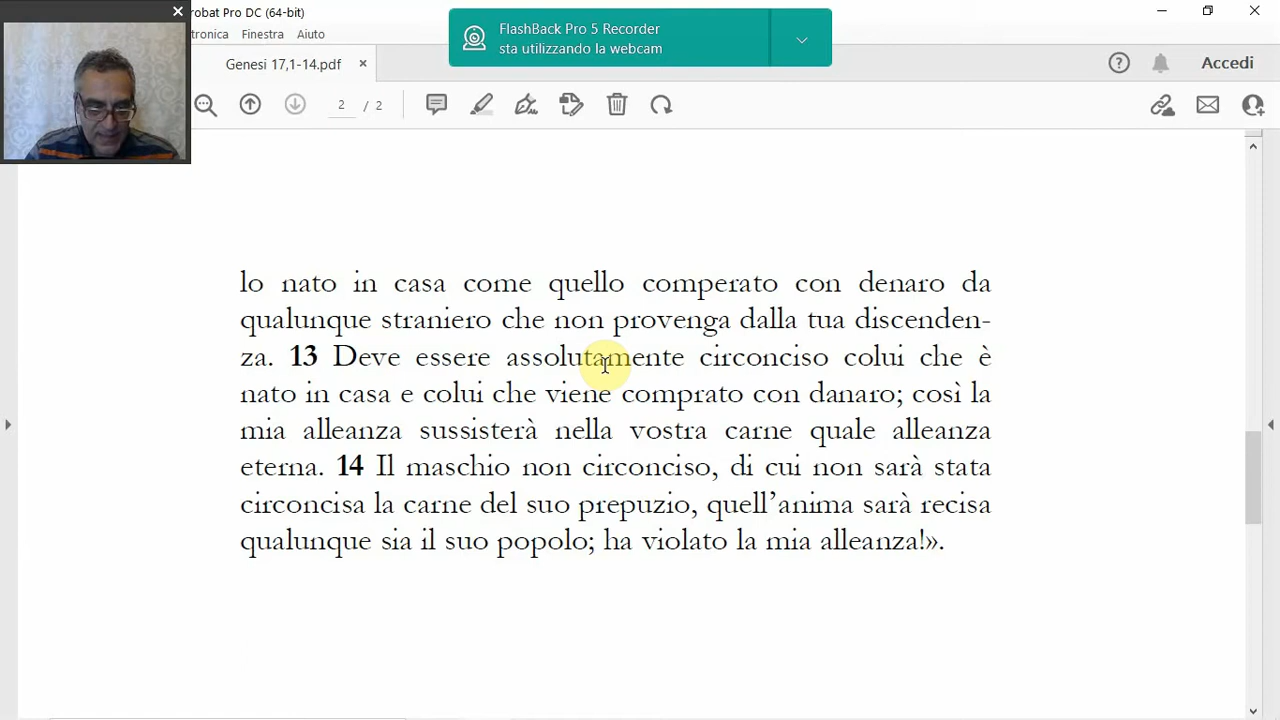 robat Pro DC (64-bit)
FlashBack Pro 5 Recorder
sta utilizzando la webcam
tronica Finestra Aiuto
Genesi 17,1-14.pdf
Accedi
2 / 2
lo nato in casa come quello comperato con denaro da
qualunque straniero che non provenga dalla tua discenden-
za. 13 Deve essere assolutamente circonciso colui che è
nato in casa e colui che viene comprato con danaro; così la
mia alleanza sussisterà nella vostra carne quale alleanza
eterna. 14 Il maschio non circonciso, di cui non sarà stata
circoncisa la carne del suo prepuzio, quell’anima sarà recisa
qualunque sia il suo popolo; ha violato la mia alleanza!».